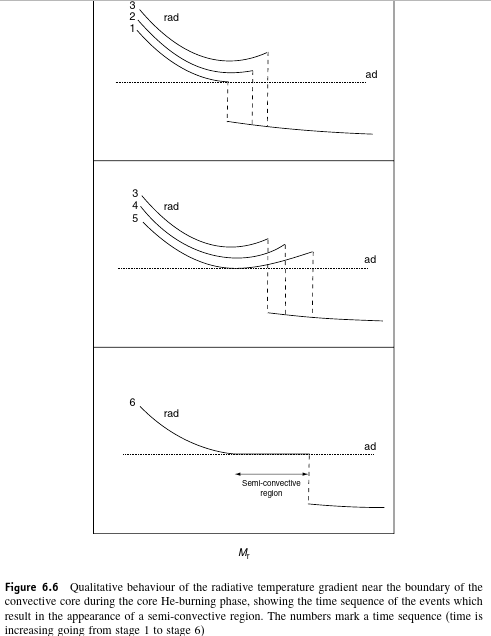 3
2
1
rad
ad
3
4
5
rad
ad
6
rad
ad
Semi-convective
region
Mr
Figure 6.6 Qualitative behaviour of the radiative temperature gradient near the boundary of the
convective core during the core He-burning phase, showing the time sequence of the events which
result in the appearance of a semi-convective region. The numbers mark a time sequence (time is
increasing going from stage 1 to stage 6)